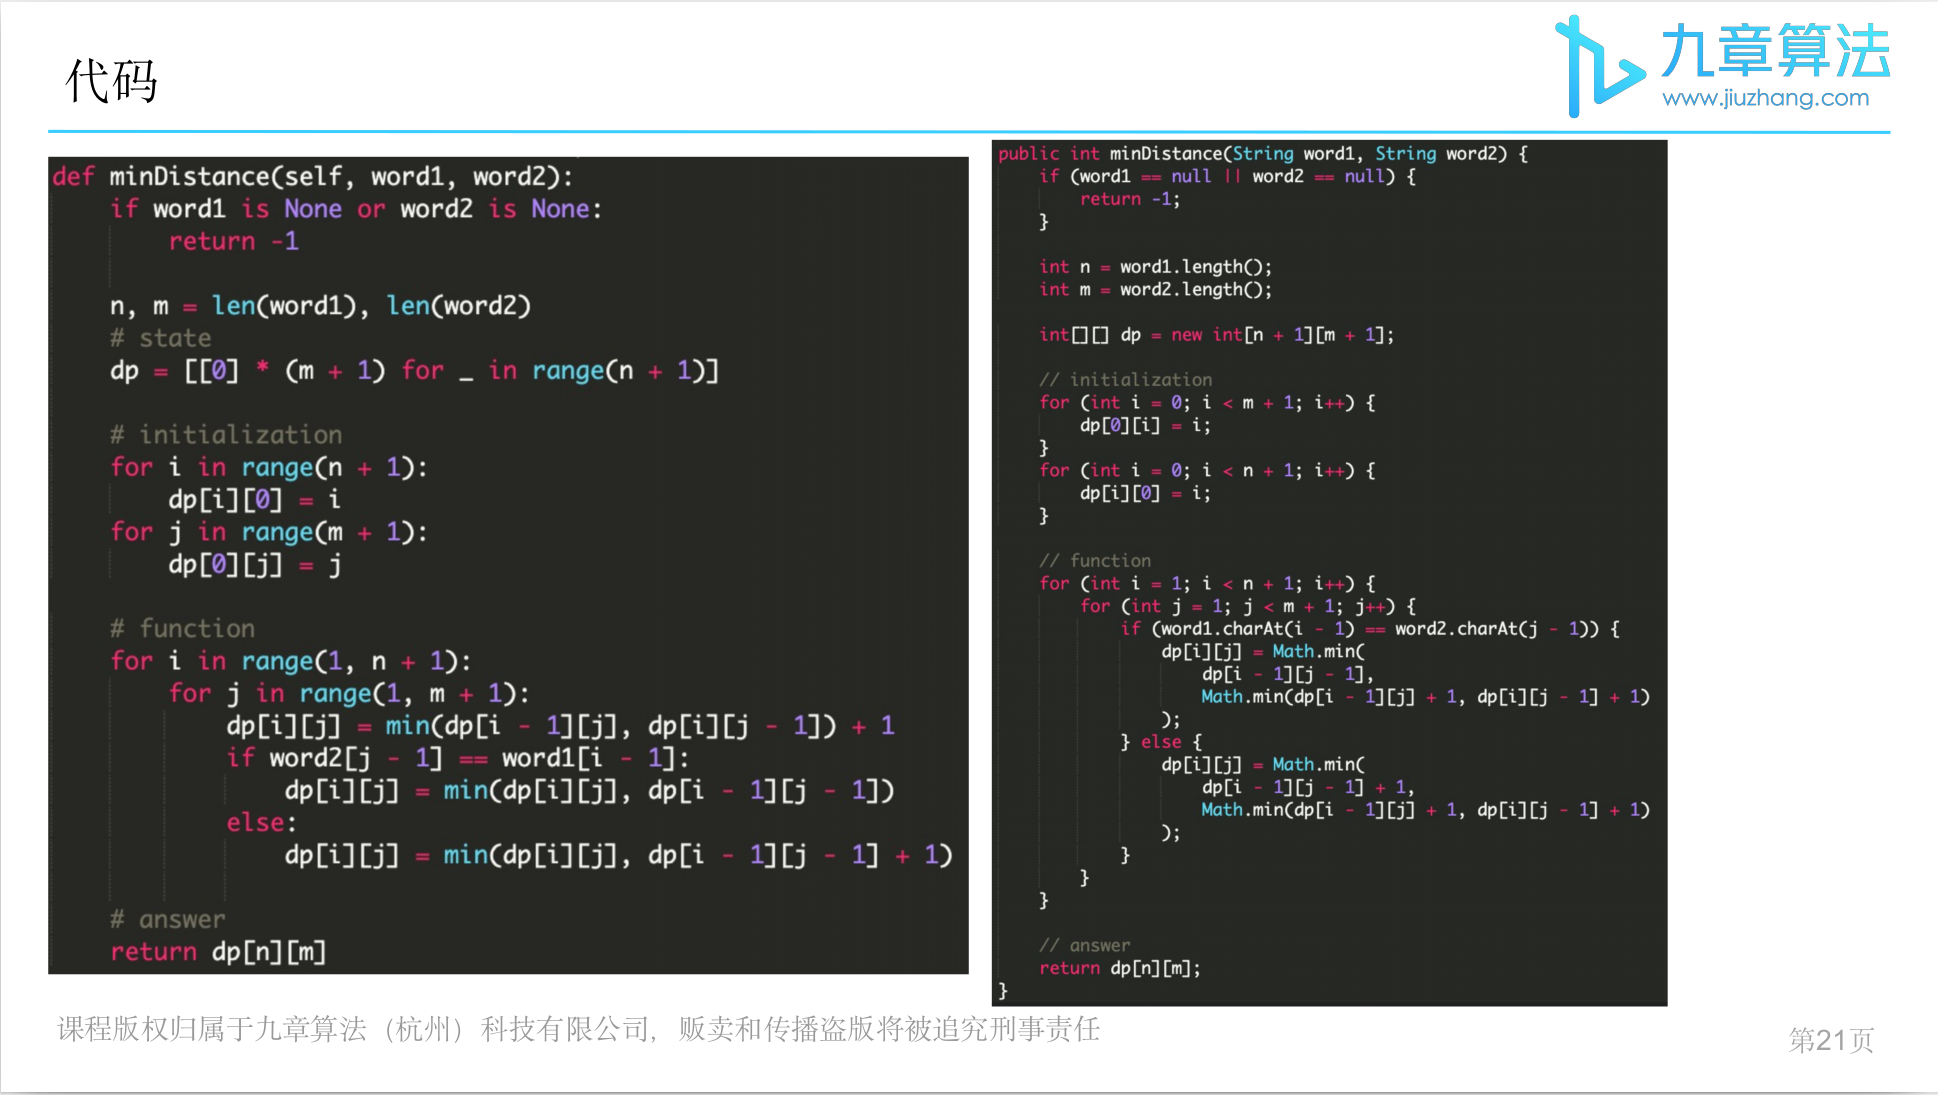 代码
九章算法
www.jiuzhang.com
def minDistance(self, word1, word2):
    if word1 is None or word2 is None:
        return -1

    n, m = len(word1), len(word2)
    # state
    dp = [[0] * (m + 1) for _ in range(n + 1)]

    # initialization
    for i in range(n + 1):
        dp[i][0] = i
    for j in range(m + 1):
        dp[0][j] = j

    # function
    for i in range(1, n + 1):
        for j in range(1, m + 1):
            dp[i][j] = min(dp[i - 1][j], dp[i][j - 1]) + 1
            if word2[j - 1] == word1[i - 1]:
                dp[i][j] = min(dp[i][j], dp[i - 1][j - 1])
            else:
                dp[i][j] = min(dp[i][j], dp[i - 1][j - 1] + 1)

    # answer
    return dp[n][m]
public int minDistance(String word1, String word2) {
    if (word1 == null || word2 == null) {
        return -1;
    }

    int n = word1.length();
    int m = word2.length();

    int[][] dp = new int[n + 1][m + 1];

    // initialization
    for (int i = 0; i < m + 1; i++) {
        dp[0][i] = i;
    }
    for (int i = 0; i < n + 1; i++) {
        dp[i][0] = i;
    }

    // function
    for (int i = 1; i < n + 1; i++) {
        for (int j = 1; j < m + 1; j++) {
            if (word1.charAt(i - 1) == word2.charAt(j - 1)) {
                dp[i][j] = Math.min(
                    dp[i - 1][j - 1],
                    Math.min(dp[i - 1][j] + 1, dp[i][j - 1] + 1)
                );
            } else {
                dp[i][j] = Math.min(
                    dp[i - 1][j - 1] + 1,
                    Math.min(dp[i - 1][j] + 1, dp[i][j - 1] + 1)
                );
            }
        }
    }

    // answer
    return dp[n][m];
}
课程版权归属于九章算法（杭州）科技有限公司，贩卖和传播盗版将被追究刑事责任
第21页